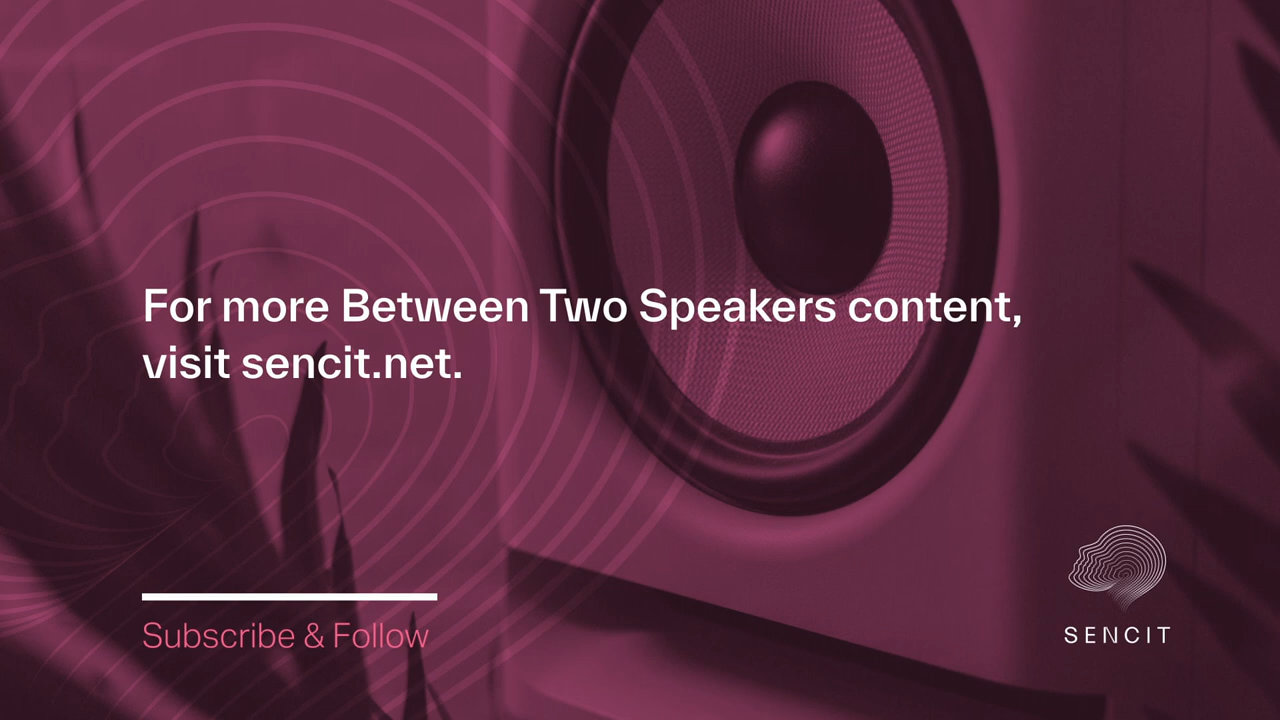 For more Between Two Speakers content,
visit sencit.net.
Subscribe & Follow
SENCIT